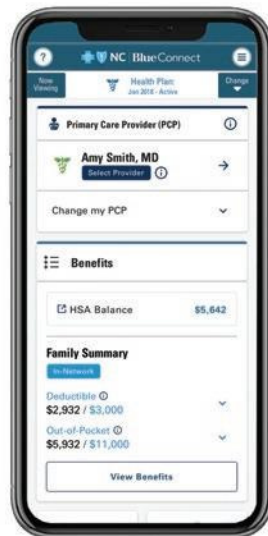 ?
NC BlueConnect
Now Viewing
Health Plan:
Jan 2018 - Active
Change
Primary Care Provider (PCP)
Amy Smith, MD
Select Provider
Change my PCP
Benefits
HSA Balance $5,642
Family Summary
In-Network
Deductible
$2,932 / $3,000
Out-of-Pocket
$5,932 / $11,000
View Benefits